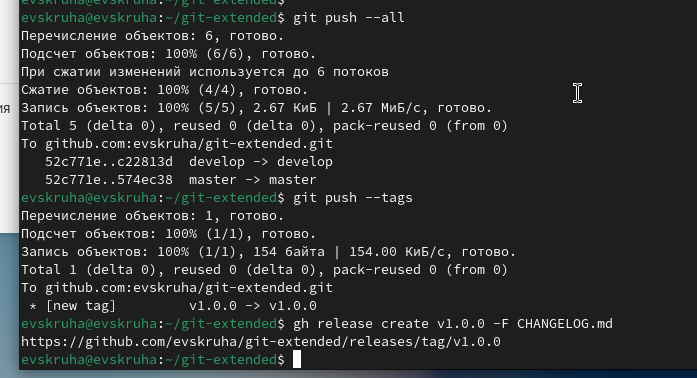 evskruha@evskruha:~/git-extended$
evskruha@evskruha:~/git-extended$ git push --all
Перечисление объектов: 6, готово.
Подсчет объектов: 100% (6/6), готово.
При сжатии изменений используется до 6 потоков
Сжатие объектов: 100% (4/4), готово.
Запись объектов: 100% (5/5), 2.67 КиБ | 2.67 МиБ/с, готово.
Total 5 (delta 0), reused 0 (delta 0), pack-reused 0 (from 0)
To github.com:evskruha/git-extended.git
   52c771e..c22813d  develop -> develop
   52c771e..574ec38  master -> master
evskruha@evskruha:~/git-extended$ git push --tags
Перечисление объектов: 1, готово.
Подсчет объектов: 100% (1/1), готово.
Запись объектов: 100% (1/1), 154 байта | 154.00 КиБ/с, готово.
Total 1 (delta 0), reused 0 (delta 0), pack-reused 0 (from 0)
To github.com:evskruha/git-extended.git
 * [new tag]         v1.0.0 -> v1.0.0
evskruha@evskruha:~/git-extended$ gh release create v1.0.0 -F CHANGELOG.md
https://github.com/evskruha/git-extended/releases/tag/v1.0.0
evskruha@evskruha:~/git-extended$